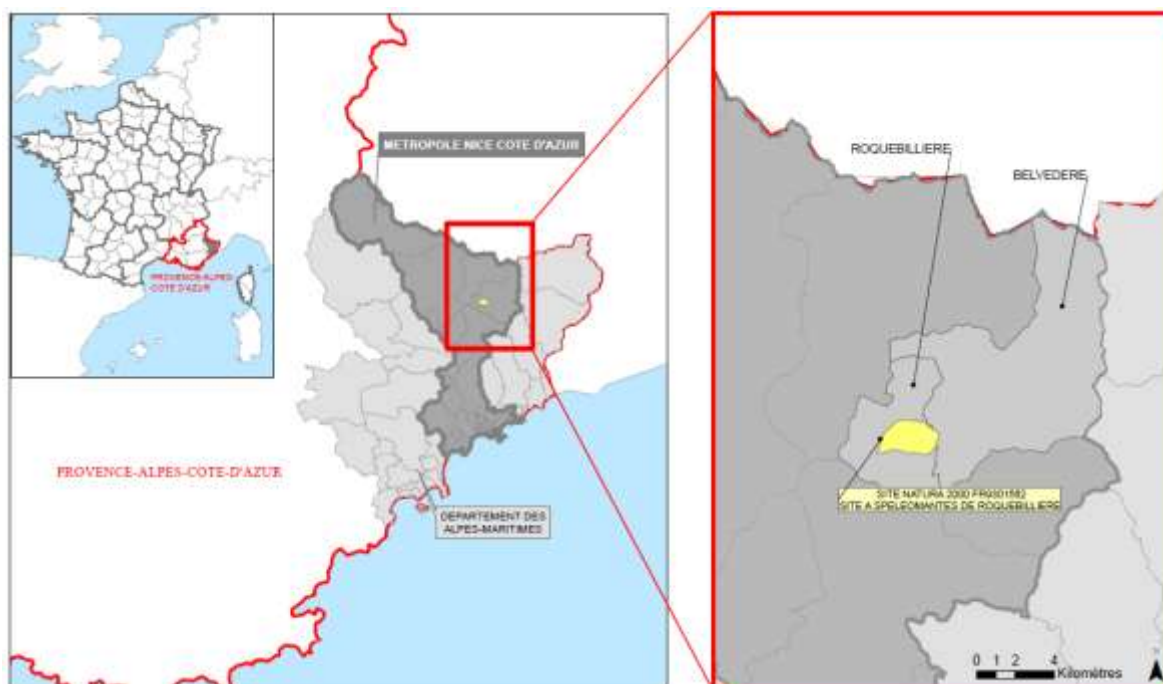 PROVENCE-ALPES
COTE D'AZUR
METROPOLE NICE COTE D'AZUR
PROVENCE-ALPES-COTE-D'AZUR
DEPARTEMENT DES
ALPES-MARITIMES
ROQUEBILLIERE
BELVEDERE
SITE NATURA 2000 FR9301552
SITE A SPELEOMANTES DE ROQUEBILLIERE
0 1 2 4
Kilomètres